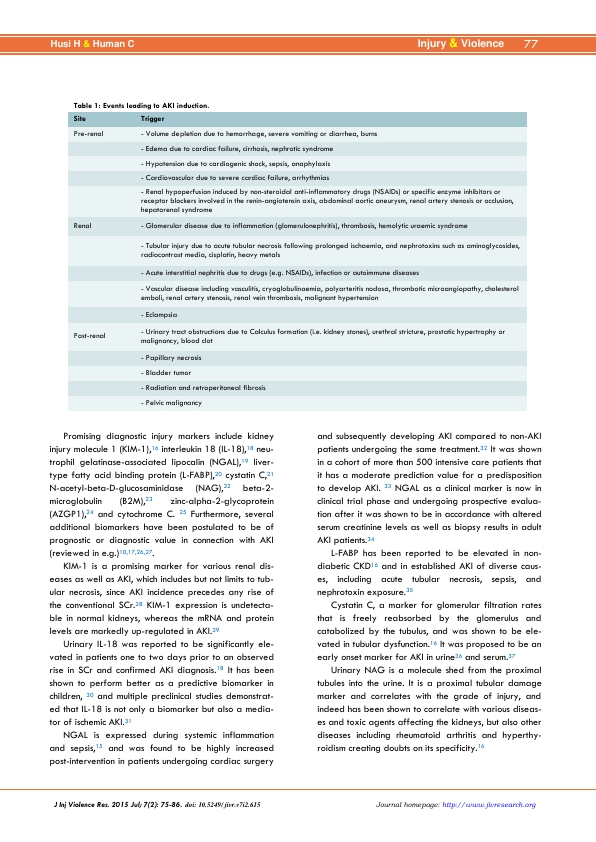 Husi H & Human C
Injury & Violence 77
Table 1: Events leading to AKI induction.
Site Trigger
Pre-renal - Volume depletion due to hemorrhage, severe vomiting or diarrhea, burns
- Edema due to cardiac failure, cirrhosis, nephrotic syndrome
- Hypotension due to cardiogenic shock, sepsis, anaphylaxis
- Cardiovascular due to severe cardiac failure, arrhythmias
- Renal hypoperfusion induced by non-steroidal anti-inflammatory drugs (NSAIDs) or specific enzyme inhibitors or
receptor blockers involved in the renin-angiotensin axis, abdominal aortic aneurysm, renal artery stenosis or occlusion,
hepatorenal syndrome
Renal - Glomerular disease due to inflammation (glomerulonephritis), thrombosis, hemolytic uraemic syndrome
- Tubular injury due to acute tubular necrosis following prolonged ischaemia, and nephrotoxins such as aminoglycosides,
radiocontrast media, cisplatin, heavy metals
- Acute interstitial nephritis due to drugs (e.g. NSAIDs), infection or autoimmune diseases
- Vascular disease including vasculitis, cryoglobulinaemia, polyarteritis nodosa, thrombotic microangiopathy, cholesterol
emboli, renal artery stenosis, renal vein thrombosis, malignant hypertension
- Eclampsia
Post-renal - Urinary tract obstructions due to Calculus formation (i.e. kidney stones), urethral stricture, prostatic hypertrophy or
malignancy, blood clot
- Papillary necrosis
- Bladder tumor
- Radiation and retroperitoneal fibrosis
- Pelvic malignancy
Promising diagnostic injury markers include kidney
injury molecule 1 (KIM-1),16 interleukin 18 (IL-18),18 neu-
trophil gelatinase-associated lipocalin (NGAL),19 liver-
type fatty acid binding protein (L-FABP),20 cystatin C,21
N-acetyl-beta-D-glucosaminidase (NAG),22 beta-2-
microglobulin (B2M),23 zinc-alpha-2-glycoprotein
(AZGP1),24 and cytochrome C. 25 Furthermore, several
additional biomarkers have been postulated to be of
prognostic or diagnostic value in connection with AKI
(reviewed in e.g.)10,17,26,27.
KIM-1 is a promising marker for various renal dis-
eases as well as AKI, which includes but not limits to tub-
ular necrosis, since AKI incidence precedes any rise of
the conventional SCr.28 KIM-1 expression is undetecta-
ble in normal kidneys, whereas the mRNA and protein
levels are markedly up-regulated in AKI.29
Urinary IL-18 was reported to be significantly ele-
vated in patients one to two days prior to an observed
rise in SCr and confirmed AKI diagnosis.18 It has been
shown to perform better as a predictive biomarker in
children, 30 and multiple preclinical studies demonstrat-
ed that IL-18 is not only a biomarker but also a media-
tor of ischemic AKI.31
NGAL is expressed during systemic inflammation
and sepsis,15 and was found to be highly increased
post-intervention in patients undergoing cardiac surgery
and subsequently developing AKI compared to non-AKI
patients undergoing the same treatment.32 It was shown
in a cohort of more than 500 intensive care patients that
it has a moderate prediction value for a predisposition
to develop AKI. 33 NGAL as a clinical marker is now in
clinical trial phase and undergoing prospective evalua-
tion after it was shown to be in accordance with altered
serum creatinine levels as well as biopsy results in adult
AKI patients.34
L-FABP has been reported to be elevated in non-
diabetic CKD16 and in established AKI of diverse caus-
es, including acute tubular necrosis, sepsis, and
nephrotoxin exposure.35
Cystatin C, a marker for glomerular filtration rates
that is freely reabsorbed by the glomerulus and
catabolized by the tubulus, and was shown to be ele-
vated in tubular dysfunction.16 It was proposed to be an
early onset marker for AKI in urine36 and serum.37
Urinary NAG is a molecule shed from the proximal
tubules into the urine. It is a proximal tubular damage
marker and correlates with the grade of injury, and
indeed has been shown to correlate with various diseas-
es and toxic agents affecting the kidneys, but also other
diseases including rheumatoid arthritis and hyperthy-
roidism creating doubts on its specificity.16
J Inj Violence Res. 2015 Jul; 7(2): 75-86. doi: 10.5249/jivr.v7i2.615
Journal homepage: http://www.jivresearch.org